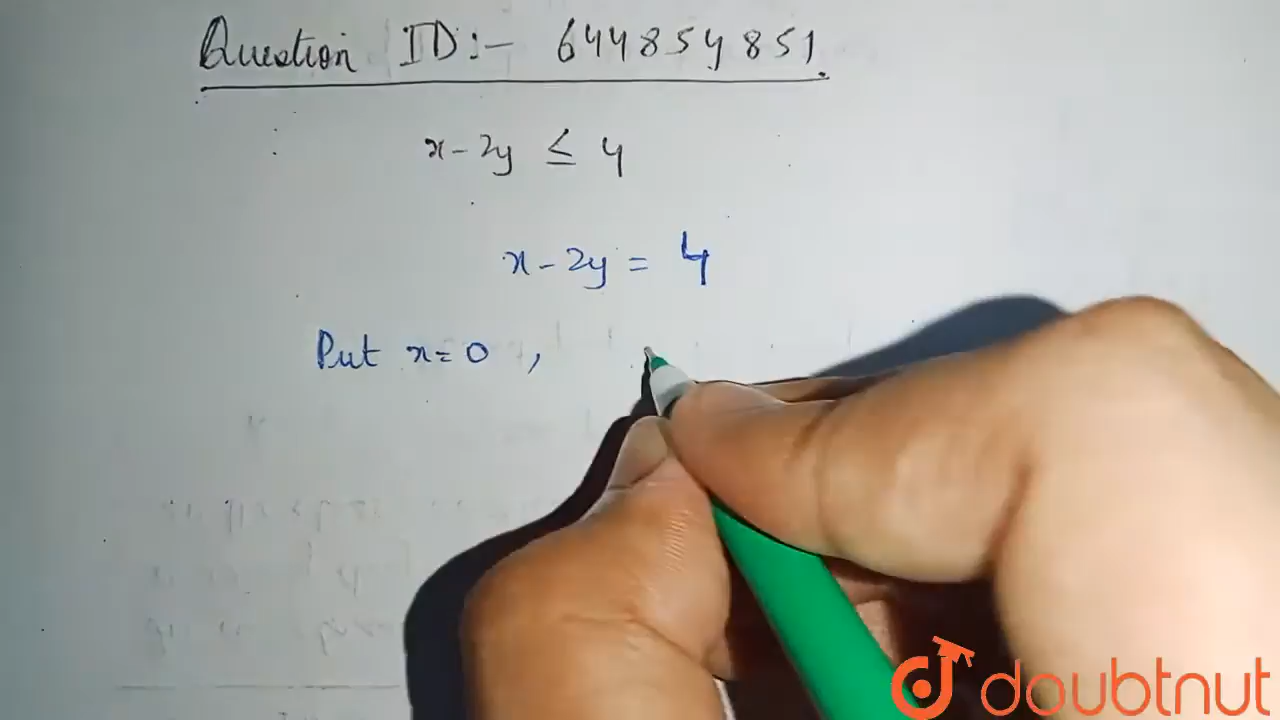 Question ID:- 644854851.
x-2y ≤ 4
x-2y = 4
Put x=0 ,
doubtnut